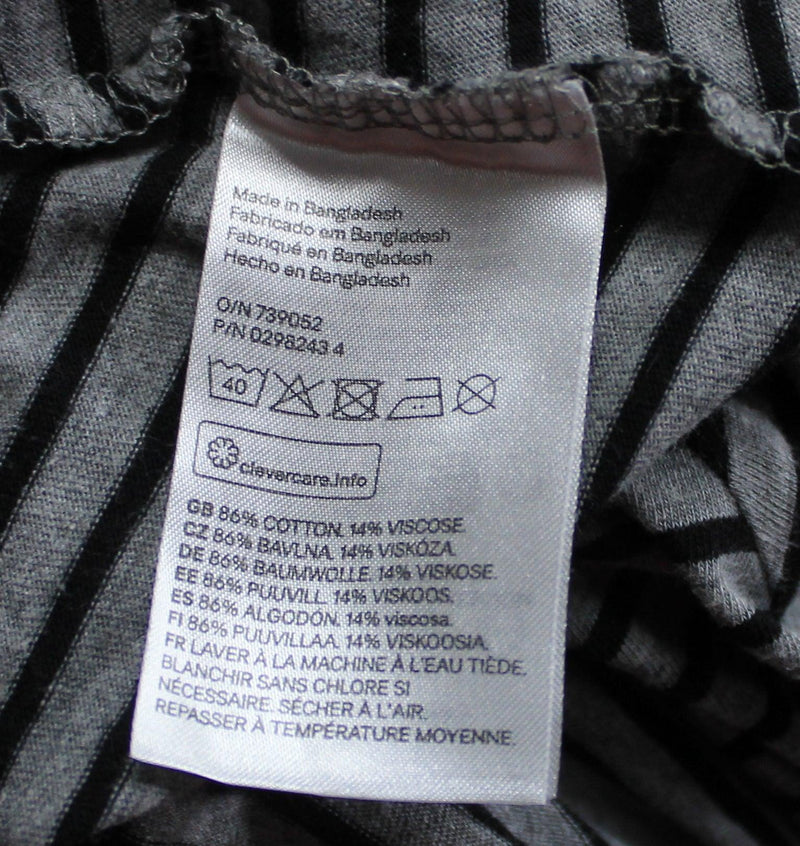 Made in Bangladesh
Fabricado em Bangladesh
Fabriqué en Bangladesh
Hecho en Bangladesh
O/N 739052
P/N 0298243 4
40
clevercare.info
GB 86% COTTON. 14% VISCOSE.
CZ 86% BAVLNA. 14% VISKÓZA.
DE 86% BAUMWOLLE. 14% VISKOSE.
EE 86% PUUVILL. 14% VISKOOS.
ES 86% ALGODÓN. 14% viscosa.
FI 86% PUUVILLAA. 14% VISKOOSIA.
FR LAVER À LA MACHINE À L'EAU TIÈDE.
BLANCHIR SANS CHLORE SI
NÉCESSAIRE. SÉCHER À L'AIR.
REPASSER À TEMPÉRATURE MOYENNE.